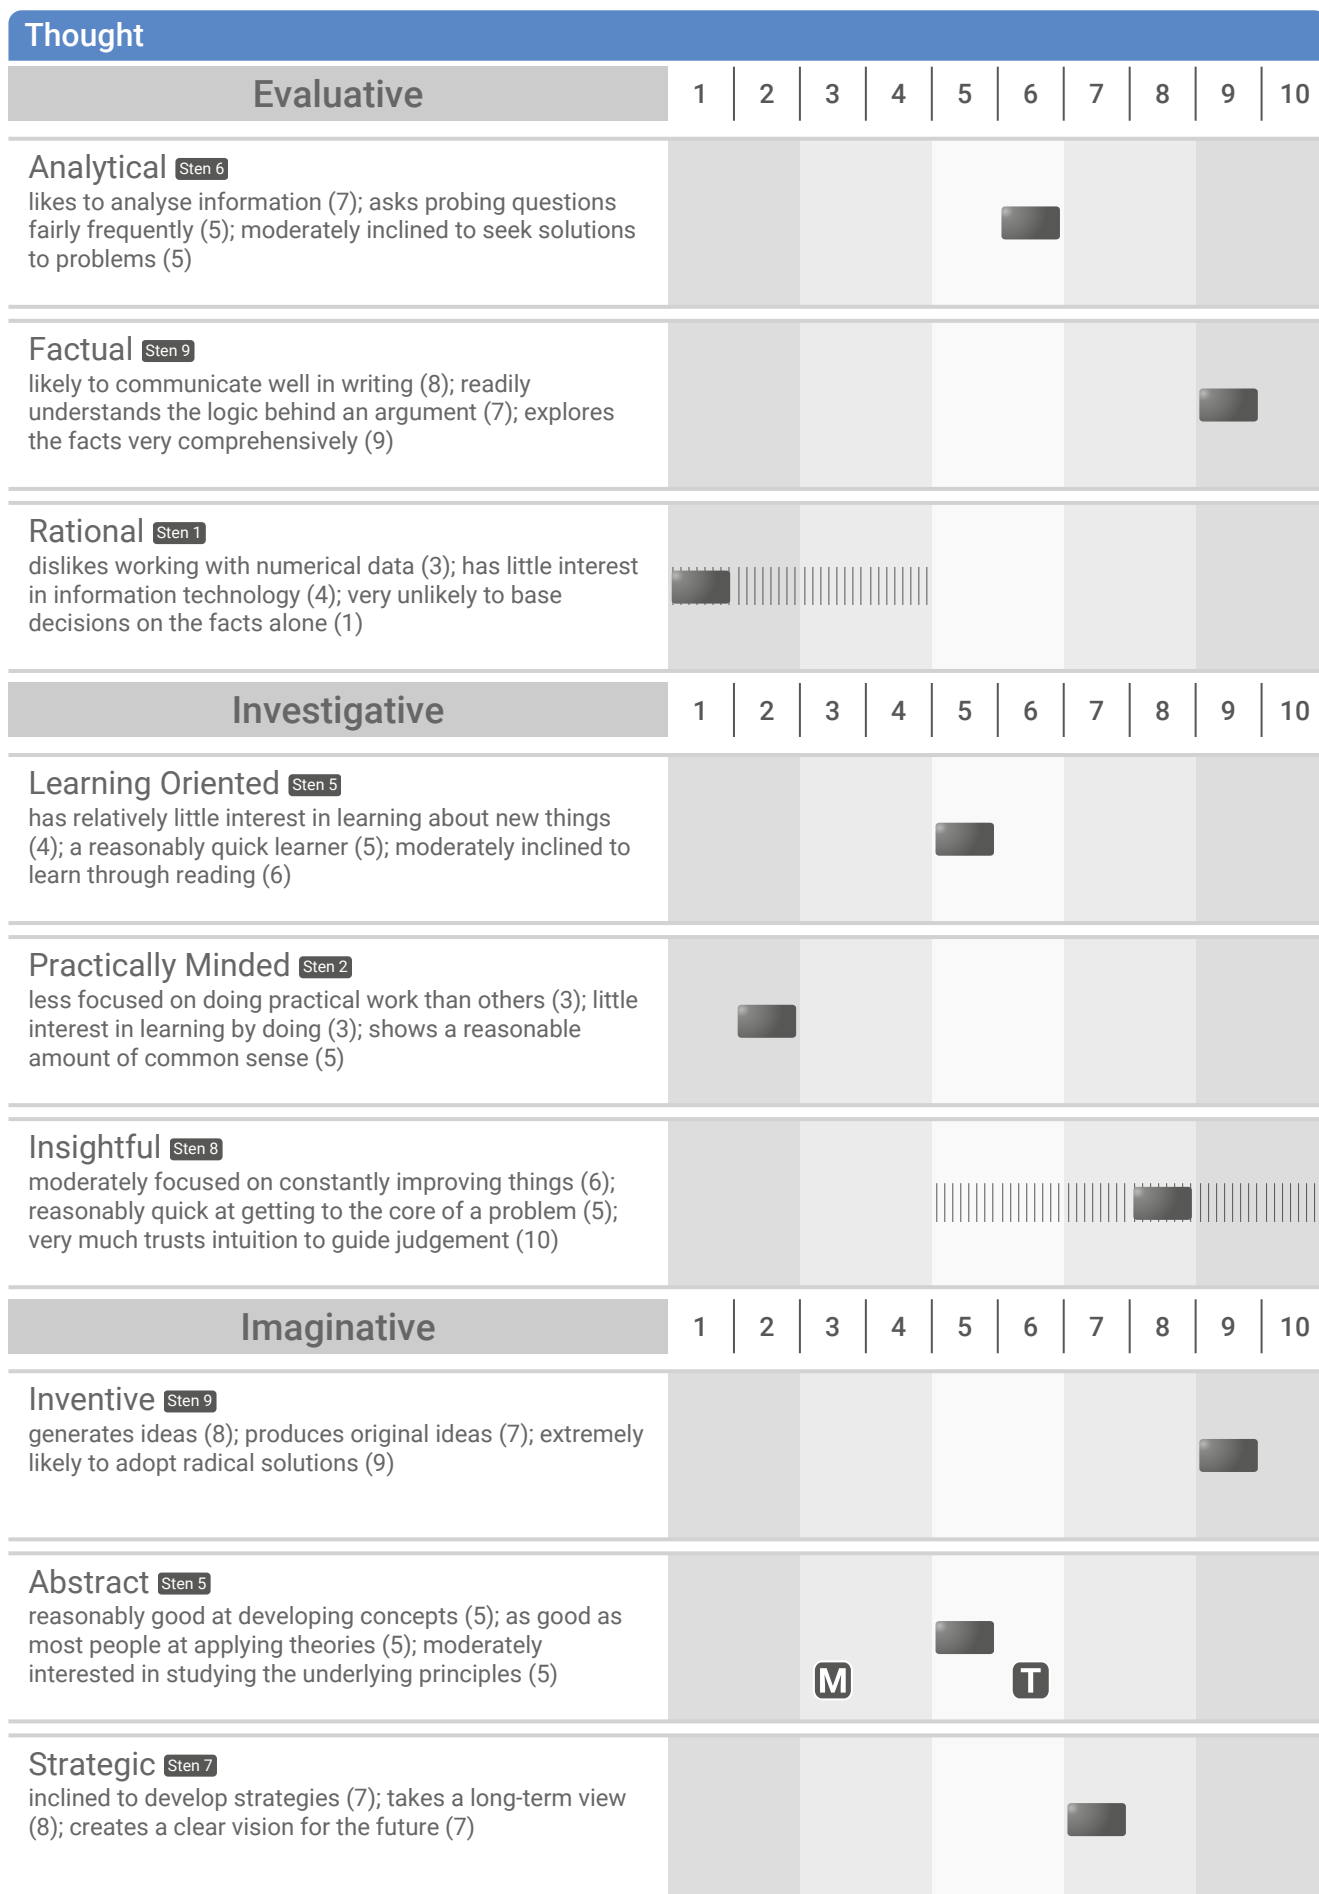 Thought
Evaluative 1 2 3 4 5 6 7 8 9 10
Analytical Sten 6
likes to analyse information (7); asks probing questions
fairly frequently (5); moderately inclined to seek solutions
to problems (5)
Factual Sten 9
likely to communicate well in writing (8); readily
understands the logic behind an argument (7); explores
the facts very comprehensively (9)
Rational Sten 1
dislikes working with numerical data (3); has little interest
in information technology (4); very unlikely to base
decisions on the facts alone (1)
Investigative 1 2 3 4 5 6 7 8 9 10
Learning Oriented Sten 5
has relatively little interest in learning about new things
(4); a reasonably quick learner (5); moderately inclined to
learn through reading (6)
Practically Minded Sten 2
less focused on doing practical work than others (3); little
interest in learning by doing (3); shows a reasonable
amount of common sense (5)
Insightful Sten 8
moderately focused on constantly improving things (6);
reasonably quick at getting to the core of a problem (5);
very much trusts intuition to guide judgement (10)
Imaginative 1 2 3 4 5 6 7 8 9 10
Inventive Sten 9
generates ideas (8); produces original ideas (7); extremely
likely to adopt radical solutions (9)
Abstract Sten 5
reasonably good at developing concepts (5); as good as
most people at applying theories (5); moderately
interested in studying the underlying principles (5)
M T
Strategic Sten 7
inclined to develop strategies (7); takes a long-term view
(8); creates a clear vision for the future (7)